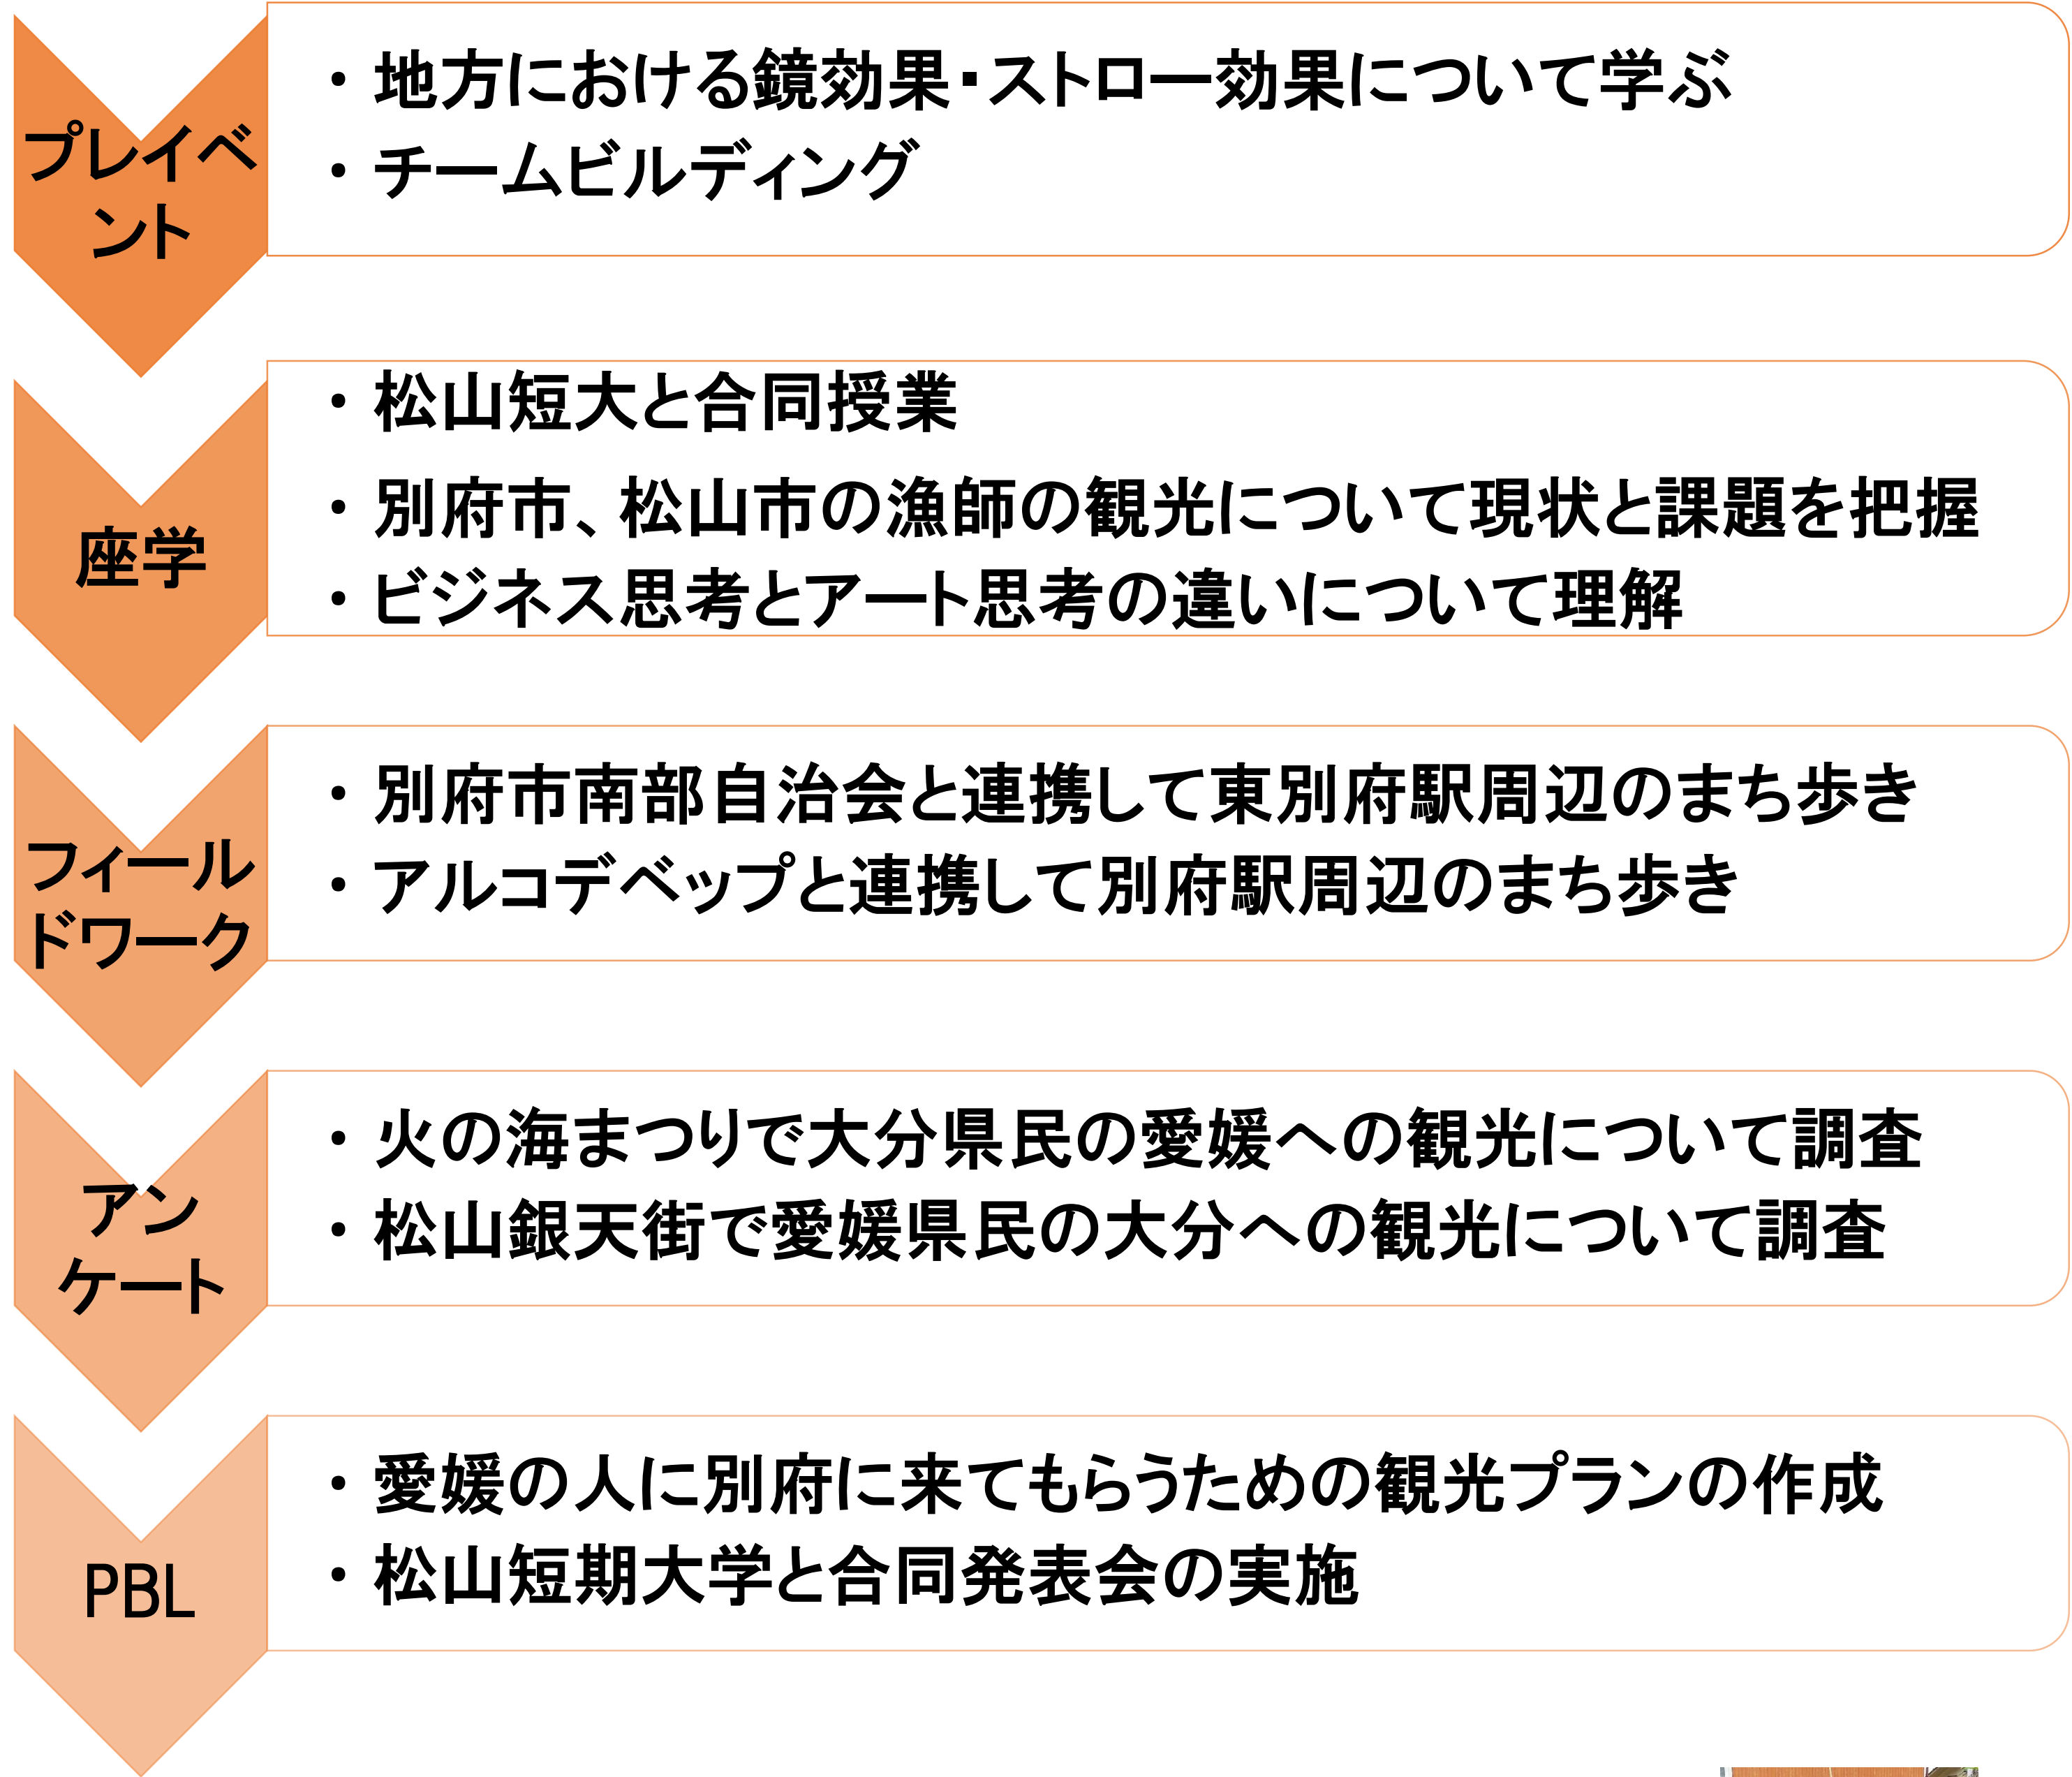 プレイベ
ント
・地方における鏡効果・ストロー効果について学ぶ
・チームビルディング
座学
・松山短大と合同授業
・別府市、松山市の漁師の観光について現状と課題を把握
・ビジネス思考とアート思考の違いについて理解
フィール
ドワーク
・別府市南部自治会と連携して東別府駅周辺のまち歩き
・アルコデベップと連携して別府駅周辺のまち歩き
アン
ケート
・火の海まつりで大分県民の愛媛への観光について調査
・松山銀天街で愛媛県民の大分への観光について調査
PBL
・愛媛の人に別府に来てもらうための観光プランの作成
・松山短期大学と合同発表会の実施